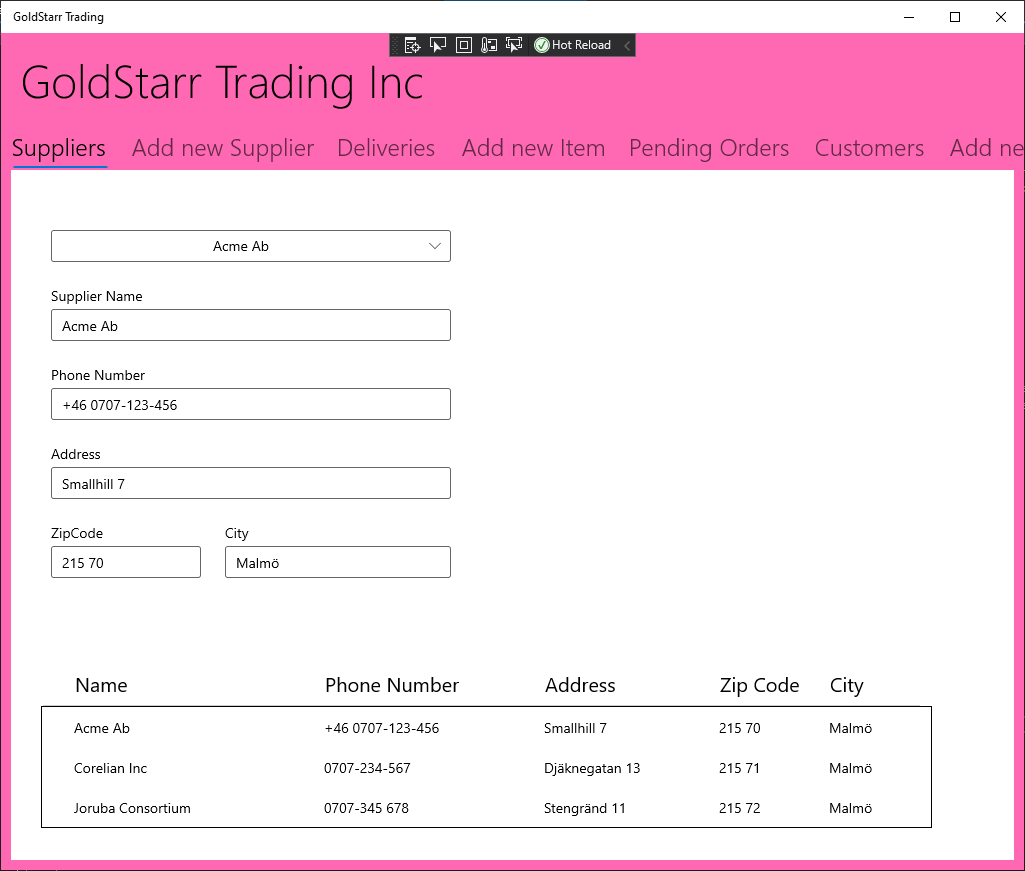 GoldStarr Trading
Hot Reload
GoldStarr Trading Inc
Suppliers Add new Supplier Deliveries Add new Item Pending Orders Customers Add ne
Acme Ab
Supplier Name
Acme Ab
Phone Number
+46 0707-123-456
Address
Smallhill 7
ZipCode City
215 70 Malmö
Name Phone Number Address Zip Code City
Acme Ab +46 0707-123-456 Smallhill 7 215 70 Malmö
Corelian Inc 0707-234-567 Djäknegatan 13 215 71 Malmö
Joruba Consortium 0707-345 678 Stengränd 11 215 72 Malmö